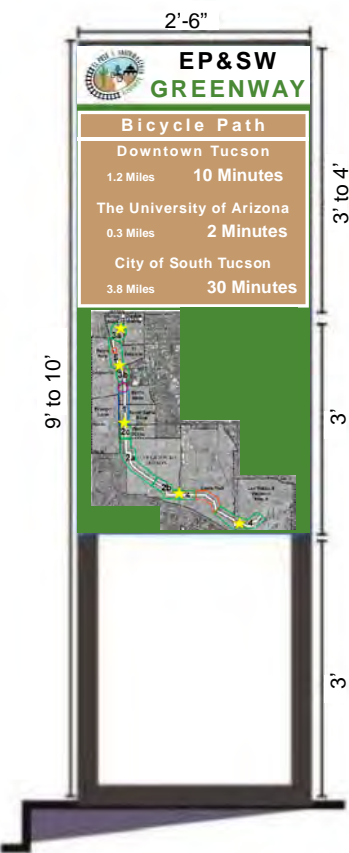 2'-6"
EP&SW
GREENWAY
Bicycle Path
Downtown Tucson
1.2 Miles 10 Minutes
The University of Arizona
0.3 Miles 2 Minutes
City of South Tucson
3.8 Miles 30 Minutes
3' to 4'
9' to 10'
3'
3'